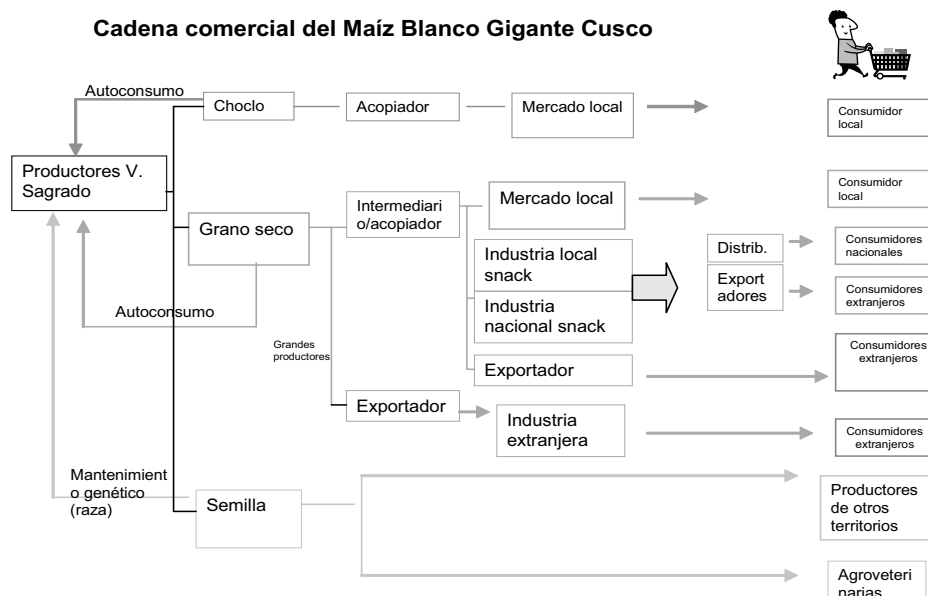 Cadena comercial del Maíz Blanco Gigante Cusco
Autoconsumo
Choclo
Acopiador
Mercado local
Consumidor
local
Productores V.
Sagrado
Grano seco
Intermediari
o/acopiador
Mercado local
Consumidor
local
Industria local
snack
Distrib.
Consumidores
nacionales
Industria
nacional snack
Export
adores
Consumidores
extranjeros
Autoconsumo
Grandes
productores
Exportador
Consumidores
extranjeros
Exportador
Industria
extranjera
Consumidores
extranjeros
Mantenimient
o genético
(raza)
Semilla
Productores
de otros
territorios
Agroveteri
narias